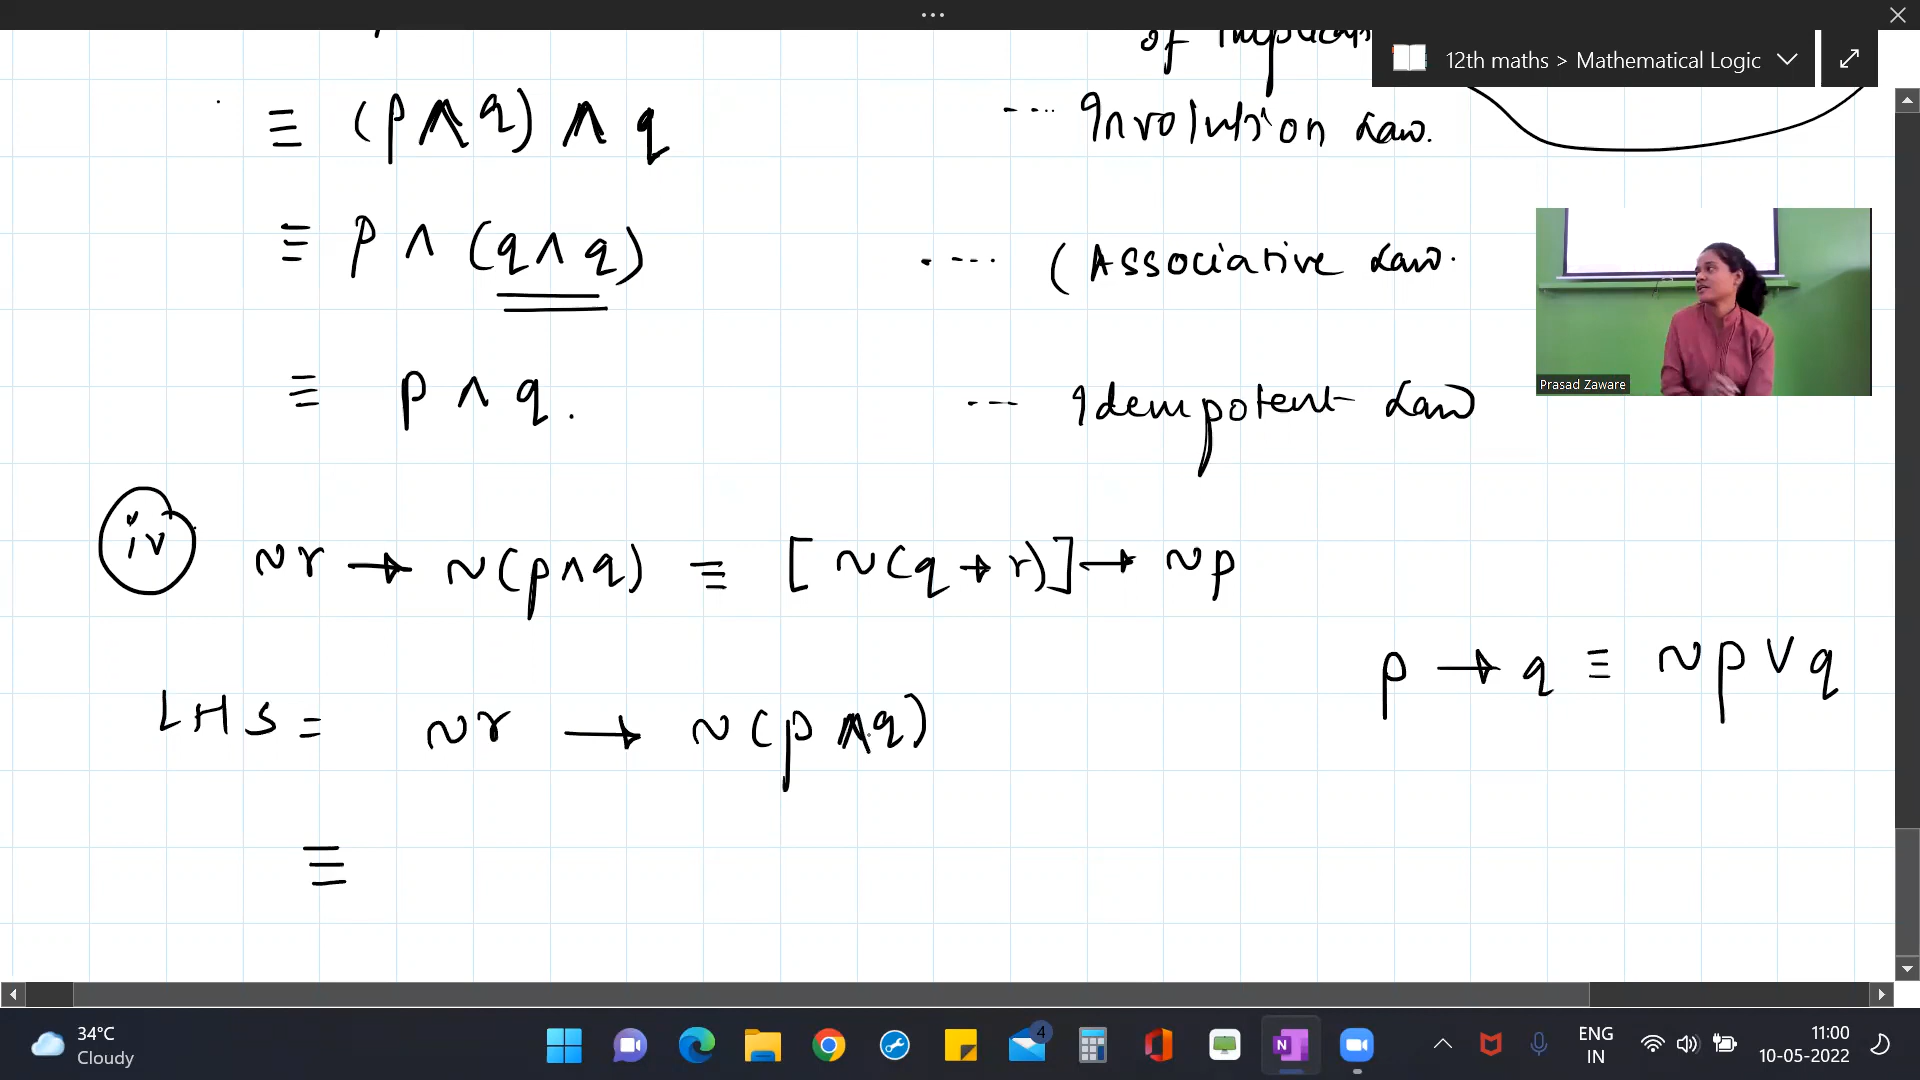 12th maths > Mathematical Logic
≡ (p ∧ q) ∧ q ---- Involution Law.
≡ p ∧ (q ∧ q) ---- (Associative Law.
Prasad Zaware
≡ p ∧ q. --- Idempotent Law
iv ~r → ~(p ∧ q) ≡ [~(q → r)] → ~p
p → q ≡ ~p ∨ q
LHS = ~r → ~(p ∧ q)
≡
34°C
Cloudy
4
ENG
IN
11:00
10-05-2022